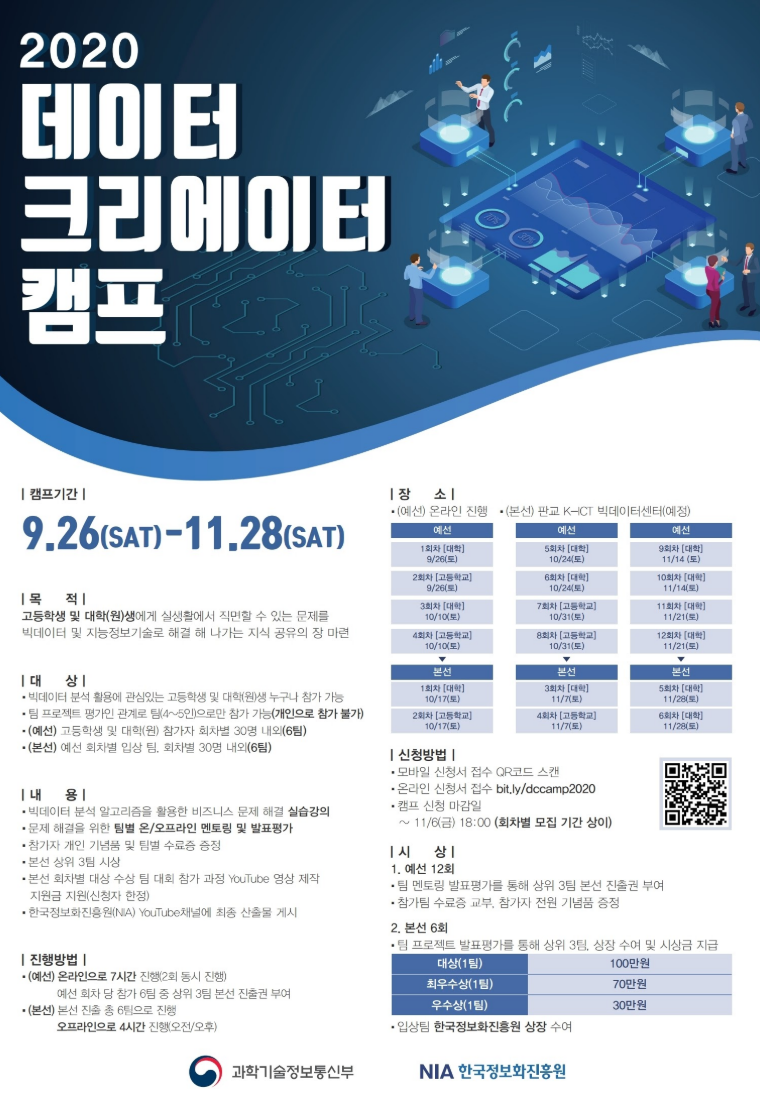 2020
데이터
크리에이터
캠프
| 캠프기간 |
9.26(SAT)-11.28(SAT)
| 목 적 |
고등학생 및 대학(원)생에게 실생활에서 직면할 수 있는 문제를
빅데이터 및 지능정보기술로 해결 해 나가는 지식 공유의 장 마련
| 대 상 |
• 빅데이터 분석 활용에 관심있는 고등학생 및 대학(원)생 누구나 참가 가능
• 팀 프로젝트 평가인 관계로 팀(4~5인)으로만 참가 가능(개인으로 참가 불가)
• (예선) 고등학생 및 대학(원) 참가자 회차별 30명 내외(6팀)
• (본선) 예선 회차별 입상 팀, 회차별 30명 내외(6팀)
| 내 용 |
• 빅데이터 분석 알고리즘을 활용한 비즈니스 문제 해결 실습강의
• 문제 해결을 위한 팀별 온/오프라인 멘토링 및 발표평가
• 참가자 개인 기념품 및 팀별 수료증 증정
• 본선 상위 3팀 시상
• 본선 회차별 대상 수상 팀 대회 참가 과정 YouTube 영상 제작
지원금 지원(신청자 한정)
• 한국정보화진흥원(NIA) YouTube채널에 최종 산출물 게시
| 진행방법 |
• (예선) 온라인으로 7시간 진행(2회 동시 진행)
예선 회차 당 참가 6팀 중 상위 3팀 본선 진출권 부여
• (본선) 본선 진출 총 6팀으로 진행
오프라인으로 4시간 진행(오전/오후)
| 장 소 |
• (예선) 온라인 진행 • (본선) 판교 K-ICT 빅데이터센터(예정)
예선
1회차 [대학]
9/26(토)
2회차 [고등학교]
9/26(토)
3회차 [대학]
10/10(토)
4회차 [고등학교]
10/10(토)
본선
1회차 [대학]
10/17(토)
2회차 [고등학교]
10/17(토)
예선
5회차 [대학]
10/24(토)
6회차 [대학]
10/24(토)
7회차 [고등학교]
10/31(토)
8회차 [고등학교]
10/31(토)
본선
3회차 [대학]
11/7(토)
4회차 [고등학교]
11/7(토)
예선
9회차 [대학]
11/14 (토)
10회차 [대학]
11/14(토)
11회차 [대학]
11/21(토)
12회차 [대학]
11/21(토)
본선
5회차 [대학]
11/28(토)
6회차 [대학]
11/28(토)
| 신청방법 |
• 모바일 신청서 접수 QR코드 스캔
• 온라인 신청서 접수 bit.ly/dccamp2020
• 캠프 신청 마감일
~ 11/6(금) 18:00 (회차별 모집 기간 상이)
| 시 상 |
1. 예선 12회
• 팀 멘토링 발표평가를 통해 상위 3팀 본선 진출권 부여
• 참가팀 수료증 교부, 참가자 전원 기념품 증정
2. 본선 6회
• 팀 프로젝트 발표평가를 통해 상위 3팀, 상장 수여 및 시상금 지급
대상(1팀) 100만원
최우수상(1팀) 70만원
우수상(1팀) 30만원
• 입상팀 한국정보화진흥원 상장 수여
과학기술정보통신부
NIA 한국정보화진흥원